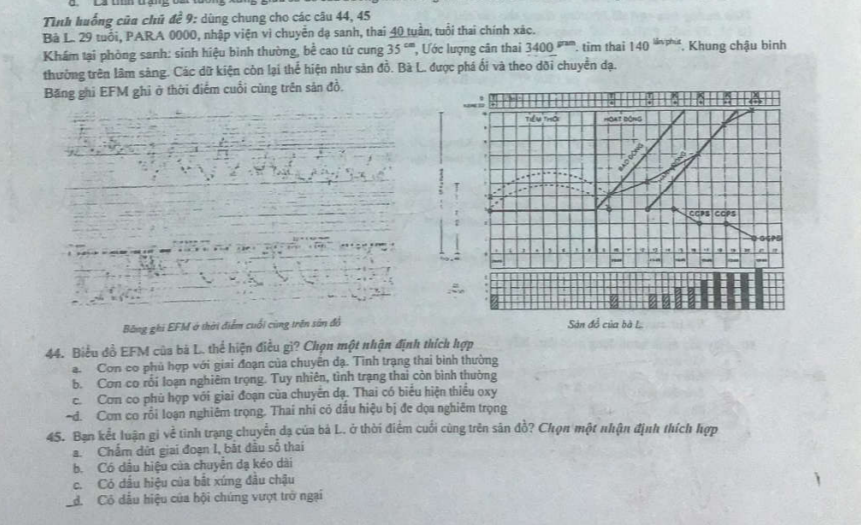 Tình huống của chủ đề 9: dùng chung cho các câu 44, 45
Bà L. 29 tuổi, PARA 0000, nhập viện vì chuyển dạ sanh, thai 40 tuần, tuổi thai chính xác.
Khám tại phòng sanh: sinh hiệu bình thường, bề cao tử cung 35 cm, Ước lượng cân thai 3400 gram, tim thai 140 lần/phút. Khung chậu bình
thường trên lâm sàng. Các dữ kiện còn lại thể hiện như sản đồ. Bà L. được phá ối và theo dõi chuyển dạ.
Băng ghi EFM ghi ở thời điểm cuối cùng trên sản đồ.
TIỀM THỜI HOẠT ĐỘNG
BÁO ĐỘNG
CCPS CCPS
Băng ghi EFM ở thời điểm cuối cùng trên sản đồ
Sản đồ của bà L.
44. Biểu đồ EFM của bà L. thể hiện điều gì? Chọn một nhận định thích hợp
a. Cơn co phù hợp với giai đoạn của chuyển dạ. Tình trạng thai bình thường
b. Cơn co rối loạn nghiêm trọng. Tuy nhiên, tình trạng thai còn bình thường
c. Cơn co phù hợp với giai đoạn của chuyển dạ. Thai có biểu hiện thiếu oxy
d. Cơn co rối loạn nghiêm trọng. Thai nhi có dấu hiệu bị đe dọa nghiêm trọng
45. Bạn kết luận gì về tình trạng chuyển dạ của bà L. ở thời điểm cuối cùng trên sản đồ? Chọn một nhận định thích hợp
a. Chấm dứt giai đoạn I, bắt đầu sổ thai
b. Có dấu hiệu của chuyển dạ kéo dài
c. Có dấu hiệu của bất xứng đầu chậu
d. Có dấu hiệu của hội chứng vượt trở ngại